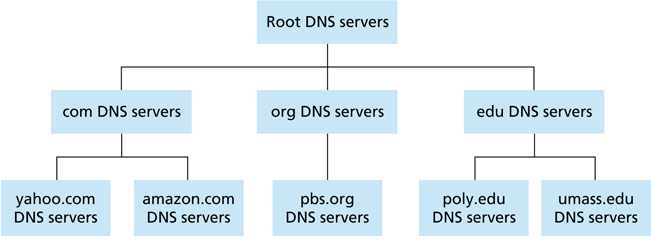 Root DNS servers
com DNS servers
org DNS servers
edu DNS servers
yahoo.com
DNS servers
amazon.com
DNS servers
pbs.org
DNS servers
poly.edu
DNS servers
umass.edu
DNS servers